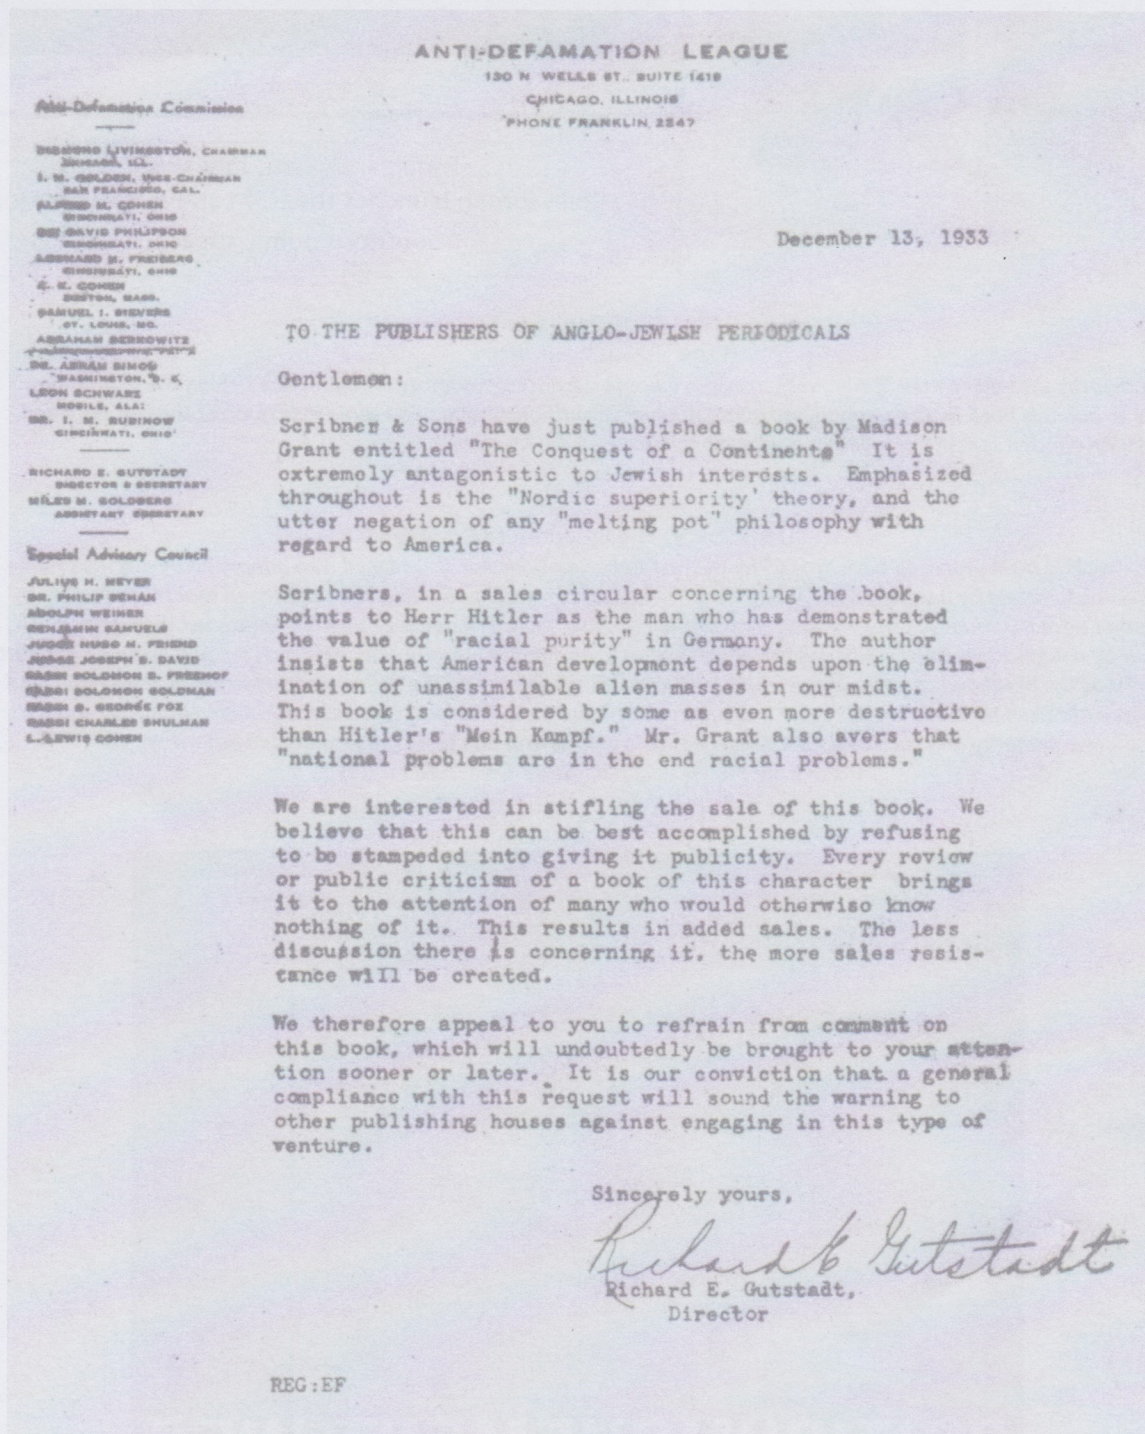 ANTI-DEFAMATION LEAGUE
130 N WELLS ST., SUITE 1419
CHICAGO, ILLINOIS
PHONE FRANKLIN 2547
Anti-Defamation Commission
SIGMUND LIVINGSTON, CHAIRMAN
CHICAGO, ILL.
I. M. GOLDEN, VICE-CHAIRMAN
SAN FRANCISCO, CAL.
ALFRED M. COHEN
CINCINNATI, OHIO
DAVID PHILIPSON
CINCINNATI, OHIO
M. FREIBERG
CINCINNATI, OHIO
K. COHEN
BOSTON, MASS.
SAMUEL I. SIEVERS
ST. LOUIS, MO.
ABRAHAM BERKOWITZ
DR. ABRAM SIMON
WASHINGTON, D. C.
LEON SCHWARZ
MOBILE, ALA.
DR. I. M. RUBINOW
CINCINNATI, OHIO
RICHARD E. GUTSTADT
DIRECTOR & SECRETARY
MILES M. GOLDBERG
ASSISTANT SECRETARY
Special Advisory Council
JULIUS H. MEYER
DR. PHILIP SEMAN
ADOLPH WEINER
BENJAMIN SAMUELS
JUDGE HUGO M. FRIEND
JUDGE JOSEPH B. DAVID
RABBI SOLOMON B. FREEHOF
RABBI SOLOMON GOLDMAN
RABBI G. GEORGE FOX
RABBI CHARLES SHULMAN
L. LEWIS COHEN
December 13, 1933
TO THE PUBLISHERS OF ANGLO-JEWISH PERIODICALS
Gentlemen:
Scribner & Sons have just published a book by Madison
Grant entitled "The Conquest of a Continent" It is
extremely antagonistic to Jewish interests. Emphasized
throughout is the "Nordic superiority' theory, and the
utter negation of any "melting pot" philosophy with
regard to America.
Scribners, in a sales circular concerning the book,
points to Herr Hitler as the man who has demonstrated
the value of "racial purity" in Germany. The author
insists that American development depends upon the elim-
ination of unassimilable alien masses in our midst.
This book is considered by some as even more destructive
than Hitler's "Mein Kampf." Mr. Grant also avers that
"national problems are in the end racial problems."
We are interested in stifling the sale of this book. We
believe that this can be best accomplished by refusing
to be stampeded into giving it publicity. Every review
or public criticism of a book of this character brings
it to the attention of many who would otherwise know
nothing of it. This results in added sales. The less
discussion there is concerning it, the more sales resis-
tance will be created.
We therefore appeal to you to refrain from comment on
this book, which will undoubtedly be brought to your atten-
tion sooner or later. It is our conviction that a general
compliance with this request will sound the warning to
other publishing houses against engaging in this type of
venture.
Sincerely yours,
Richard E Gutstadt
Richard E. Gutstadt,
Director
REG:EF